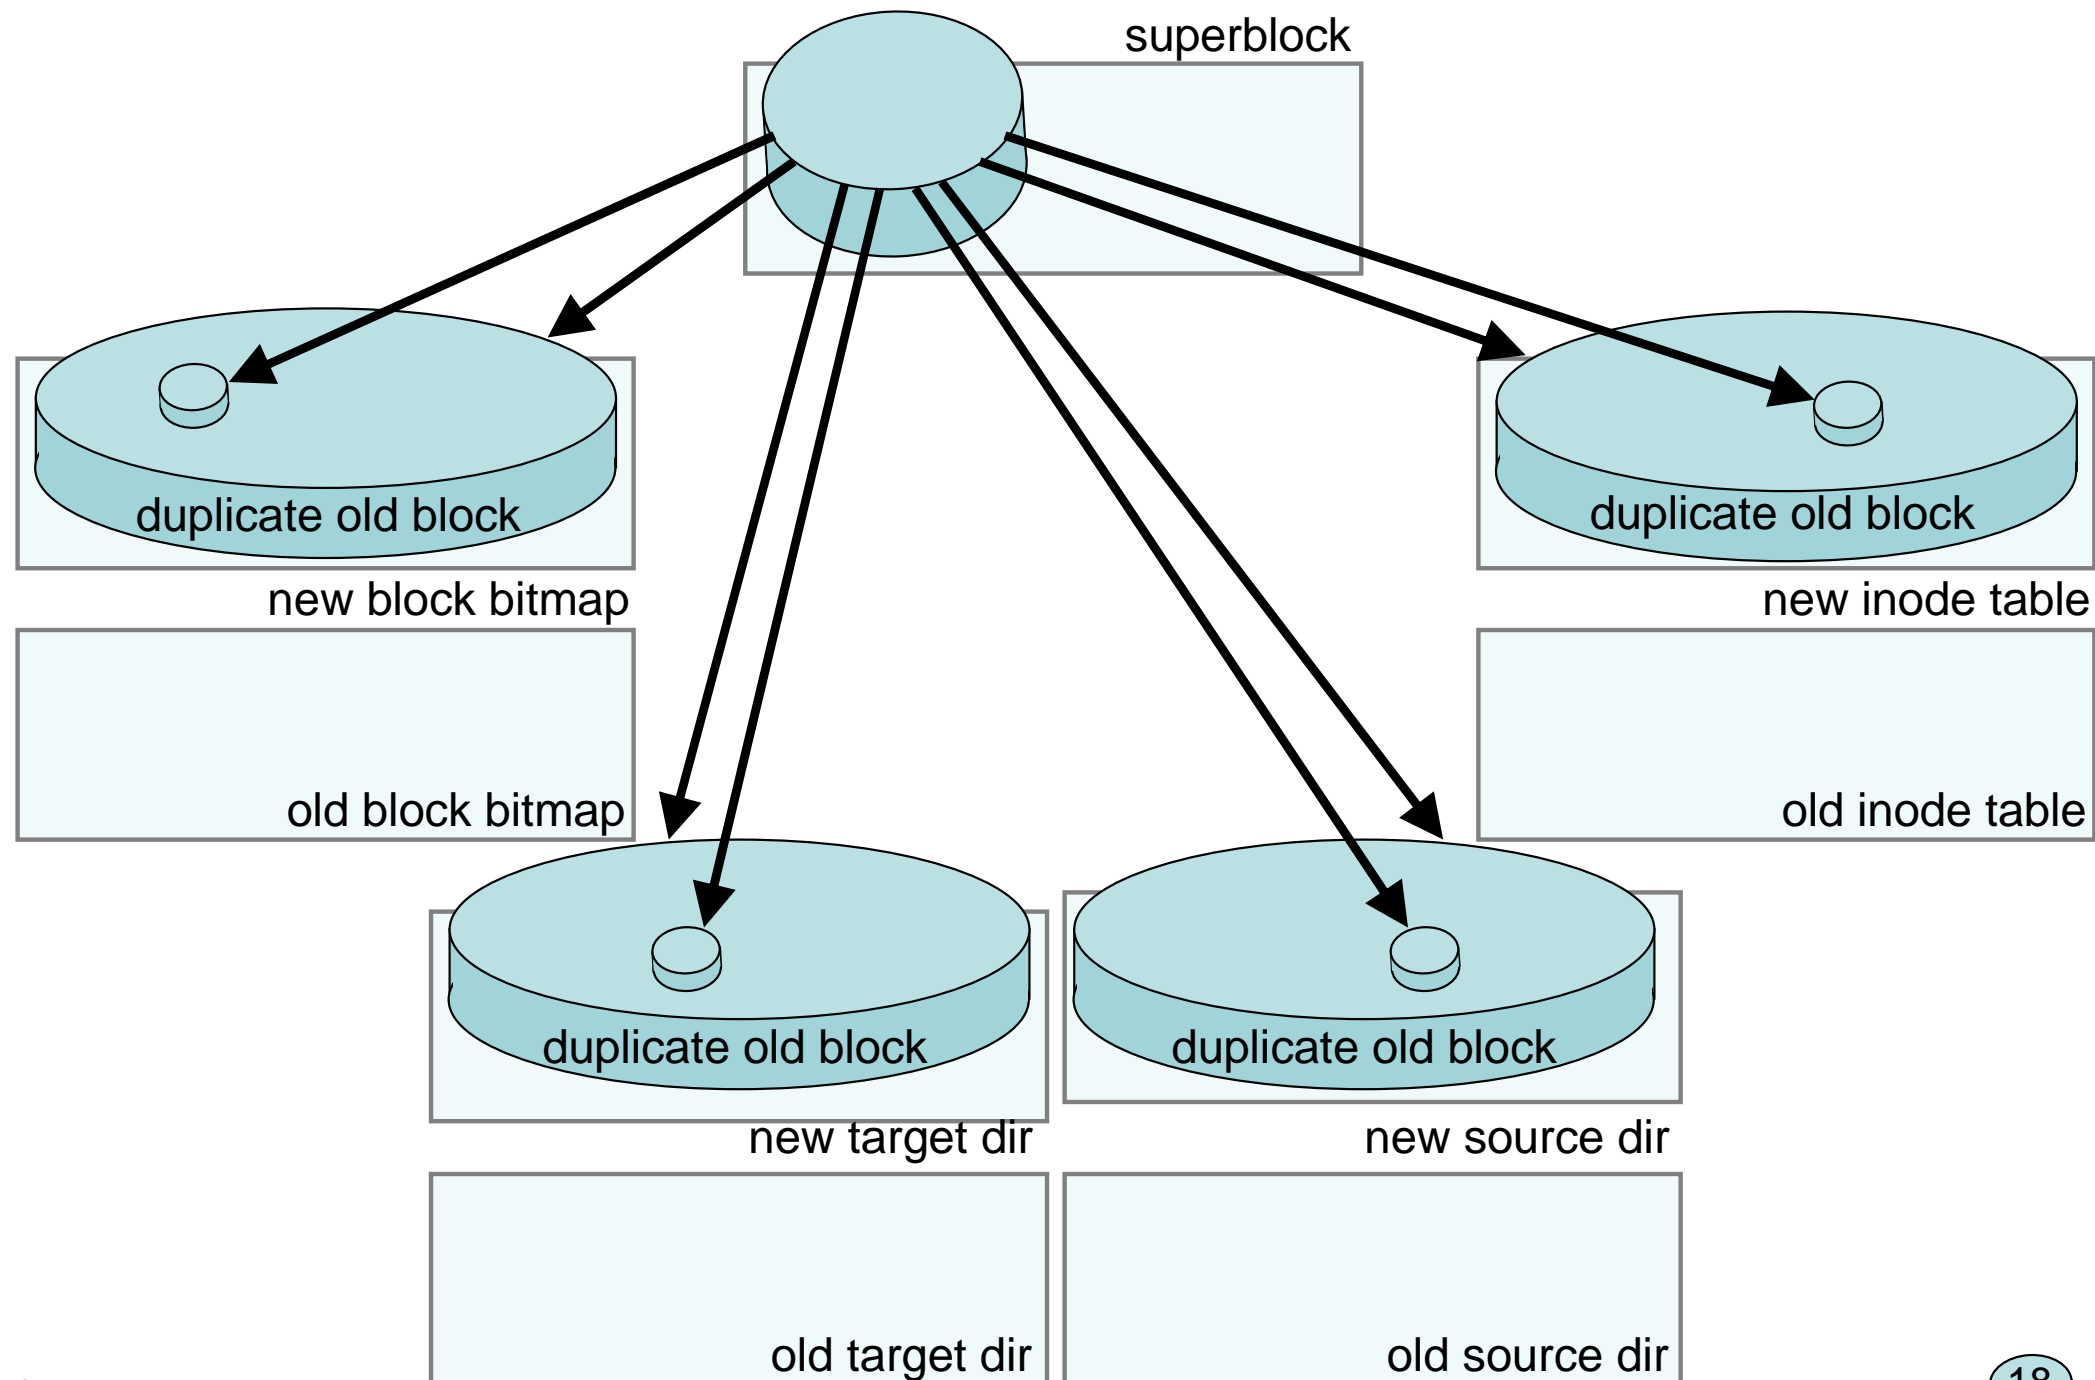 superblock
duplicate old block
duplicate old block
new block bitmap
new inode table
old block bitmap
old inode table
duplicate old block
duplicate old block
new target dir
new source dir
old target dir
old source dir
18